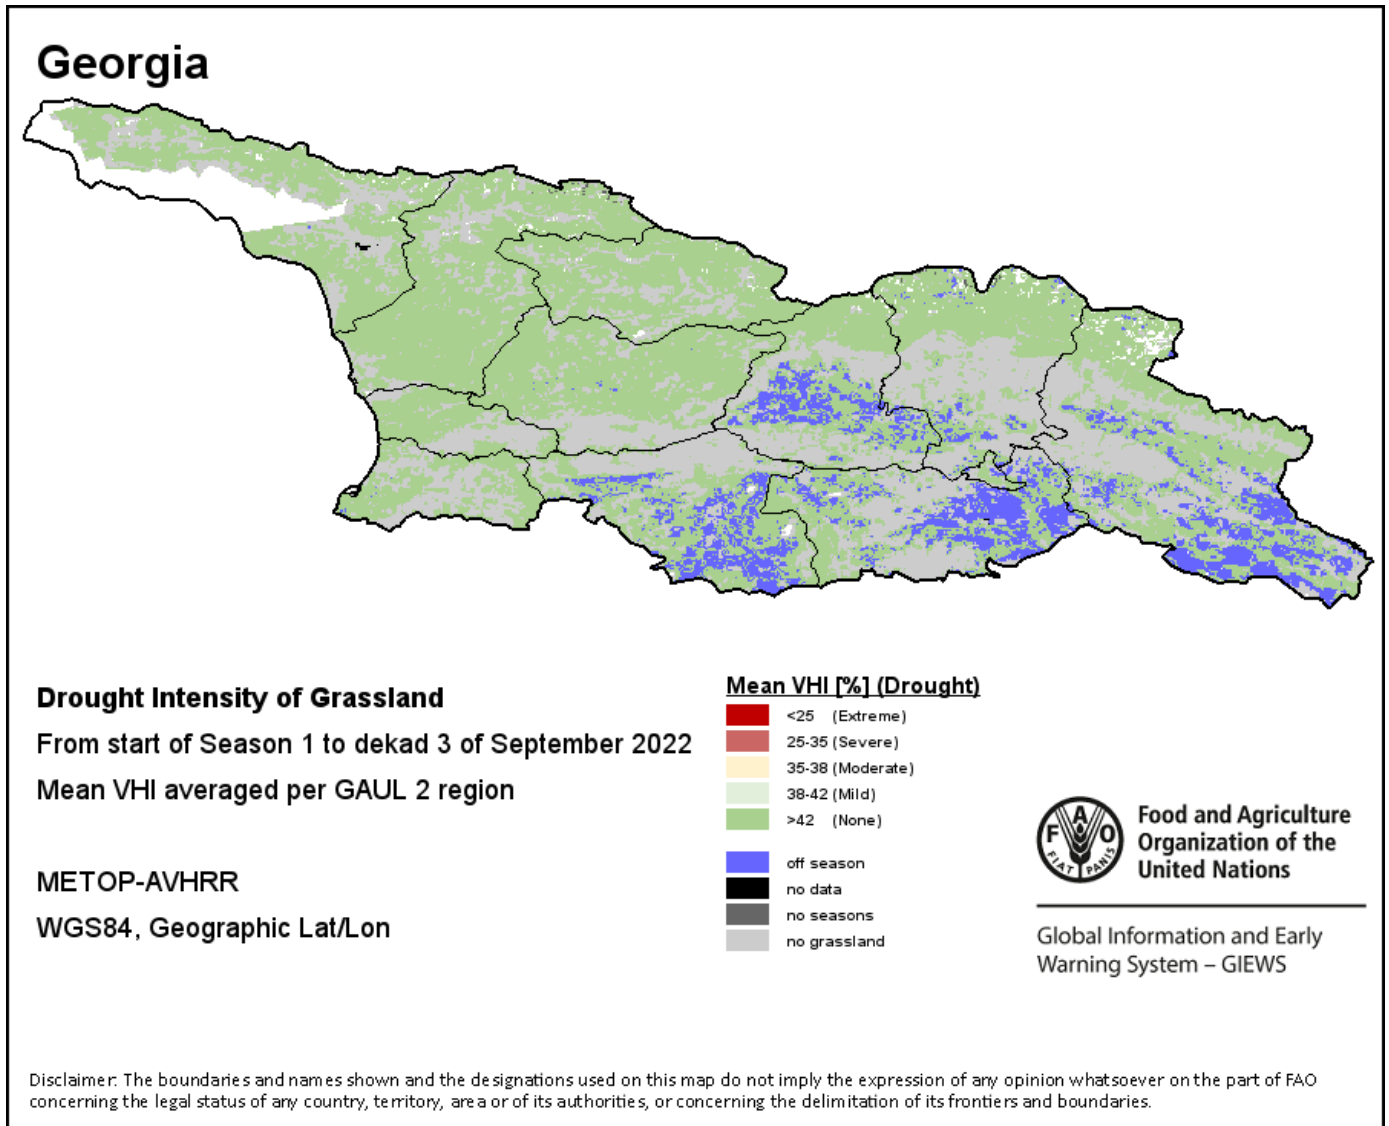 Georgia
Drought Intensity of Grassland
From start of Season 1 to dekad 3 of September 2022
Mean VHI averaged per GAUL 2 region
METOP-AVHRR
WGS84, Geographic Lat/Lon
Mean VHI [%] (Drought)
<25 (Extreme)
25-35 (Severe)
35-38 (Moderate)
38-42 (Mild)
>42 (None)
off season
no data
no seasons
no grassland
F A O
FIAT PANIS
Food and Agriculture
Organization of the
United Nations
Global Information and Early
Warning System – GIEWS
Disclaimer: The boundaries and names shown and the designations used on this map do not imply the expression of any opinion whatsoever on the part of FAO
concerning the legal status of any country, territory, area or of its authorities, or concerning the delimitation of its frontiers and boundaries.